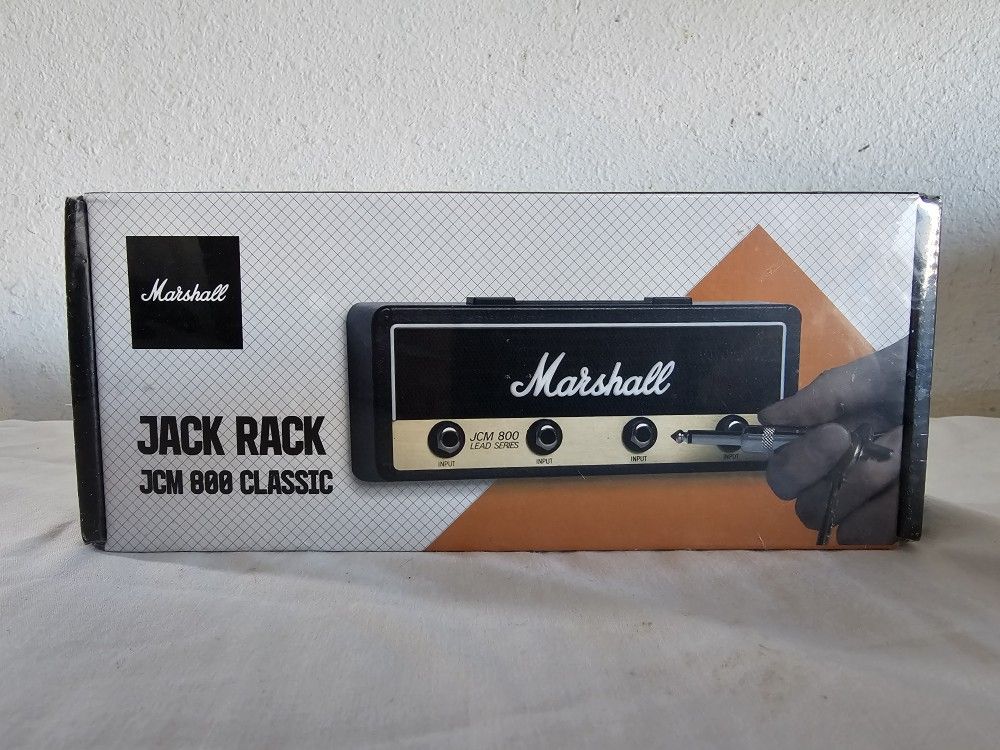 Marshall
JACK RACK
JCM 800 CLASSIC
Marshall
JCM 800
LEAD SERIES
INPUT
INPUT
INPUT
INPUT